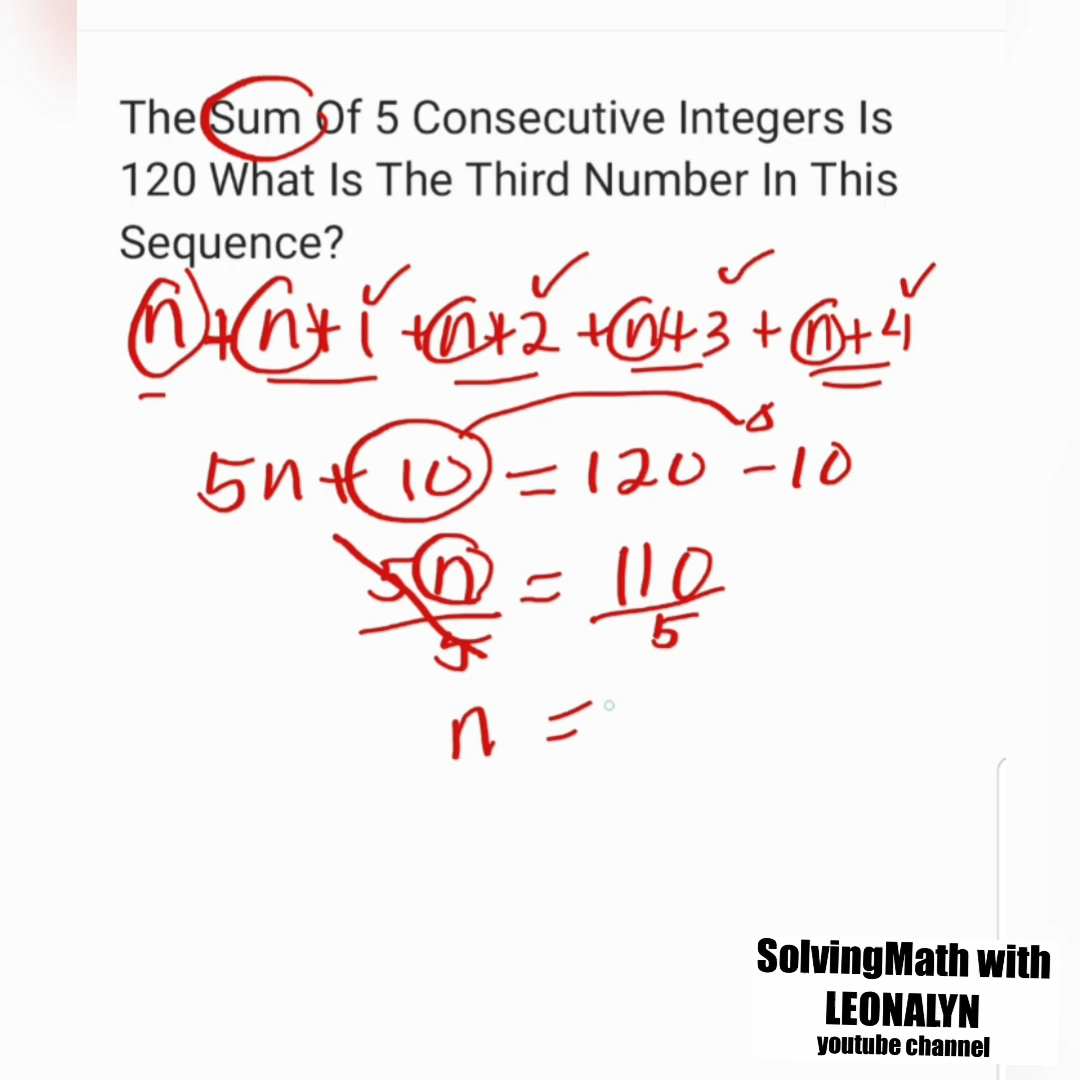 The Sum Of 5 Consecutive Integers Is
120 What Is The Third Number In This
Sequence?
n + n + 1 + n + 2 + n + 3 + n + 4
5n + 10 = 120 - 10
5n = 110
5 5
n =
SolvingMath with
LEONALYN
youtube channel